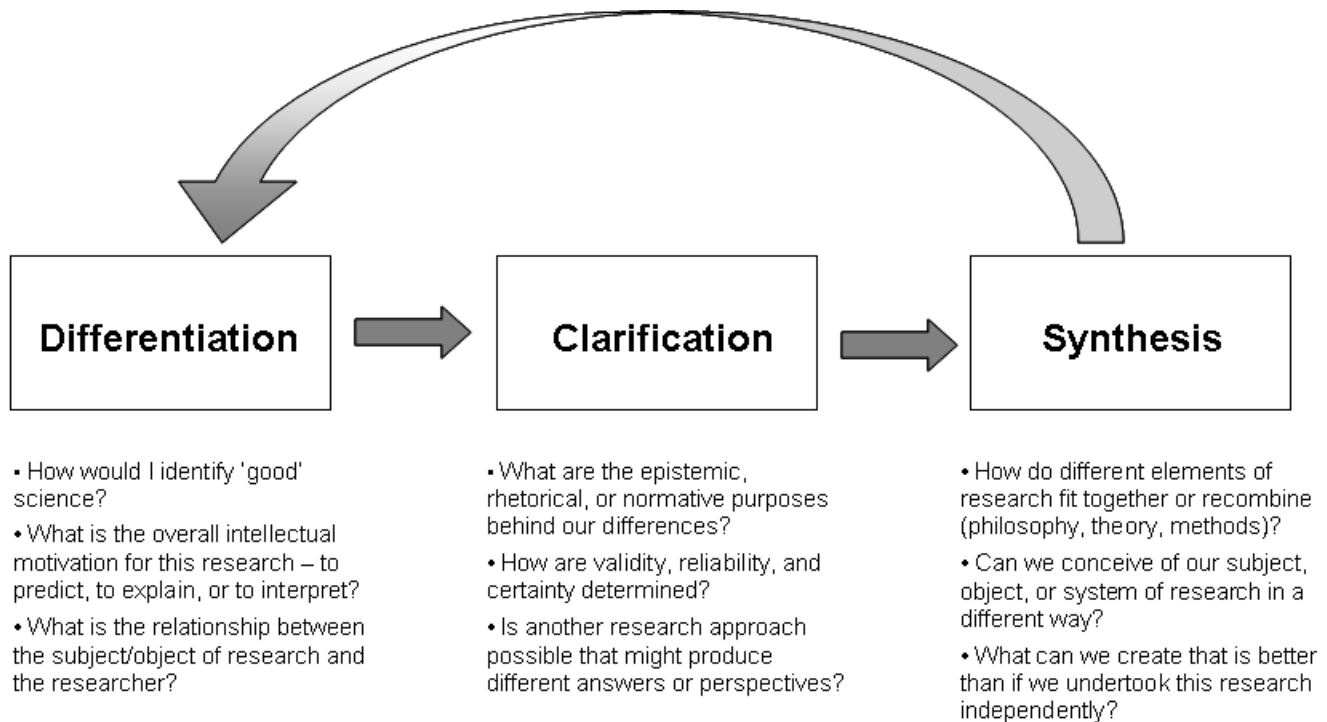 Differentiation
Clarification
Synthesis
• How would I identify 'good'
science?
• What is the overall intellectual
motivation for this research – to
predict, to explain, or to interpret?
• What is the relationship between
the subject/object of research and
the researcher?
• What are the epistemic,
rhetorical, or normative purposes
behind our differences?
• How are validity, reliability, and
certainty determined?
• Is another research approach
possible that might produce
different answers or perspectives?
• How do different elements of
research fit together or recombine
(philosophy, theory, methods)?
• Can we conceive of our subject,
object, or system of research in a
different way?
• What can we create that is better
than if we undertook this research
independently?